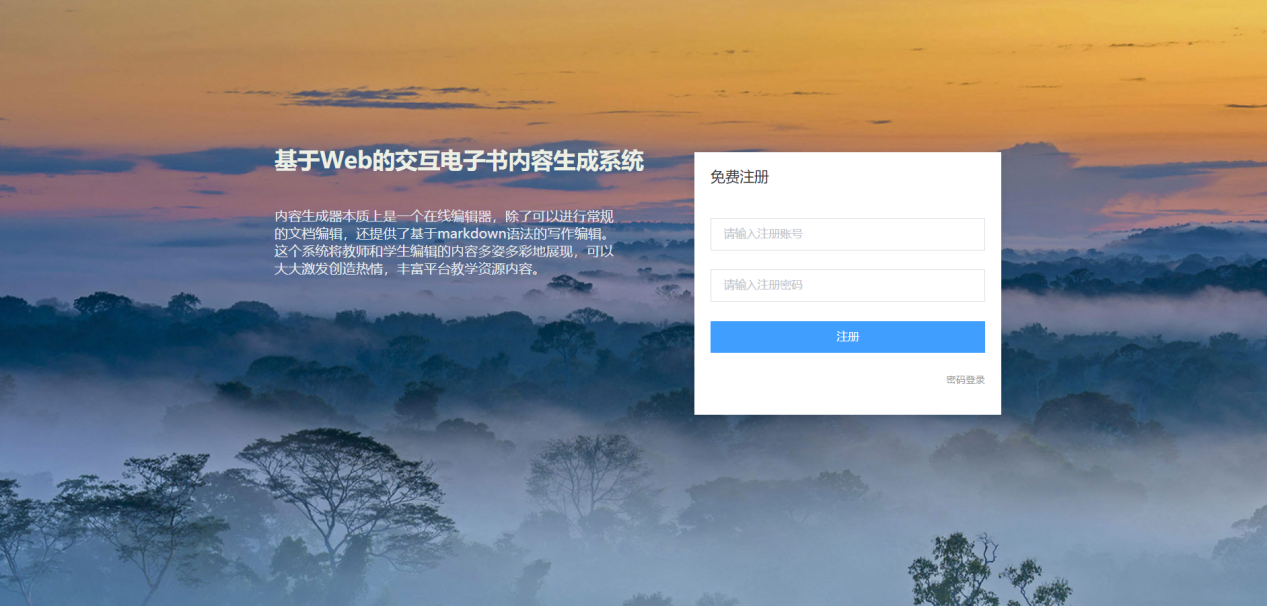 基于Web的交互电子书内容生成系统
内容生成器本质上是一个在线编辑器，除了可以进行常规
的文档编辑，还提供了基于markdown语法的写作编辑。
这个系统将教师和学生编辑的内容多姿多彩地展现，可以
大大激发创造热情，丰富平台教学资源内容。
免费注册
请输入注册账号
请输入注册密码
注册
密码登录